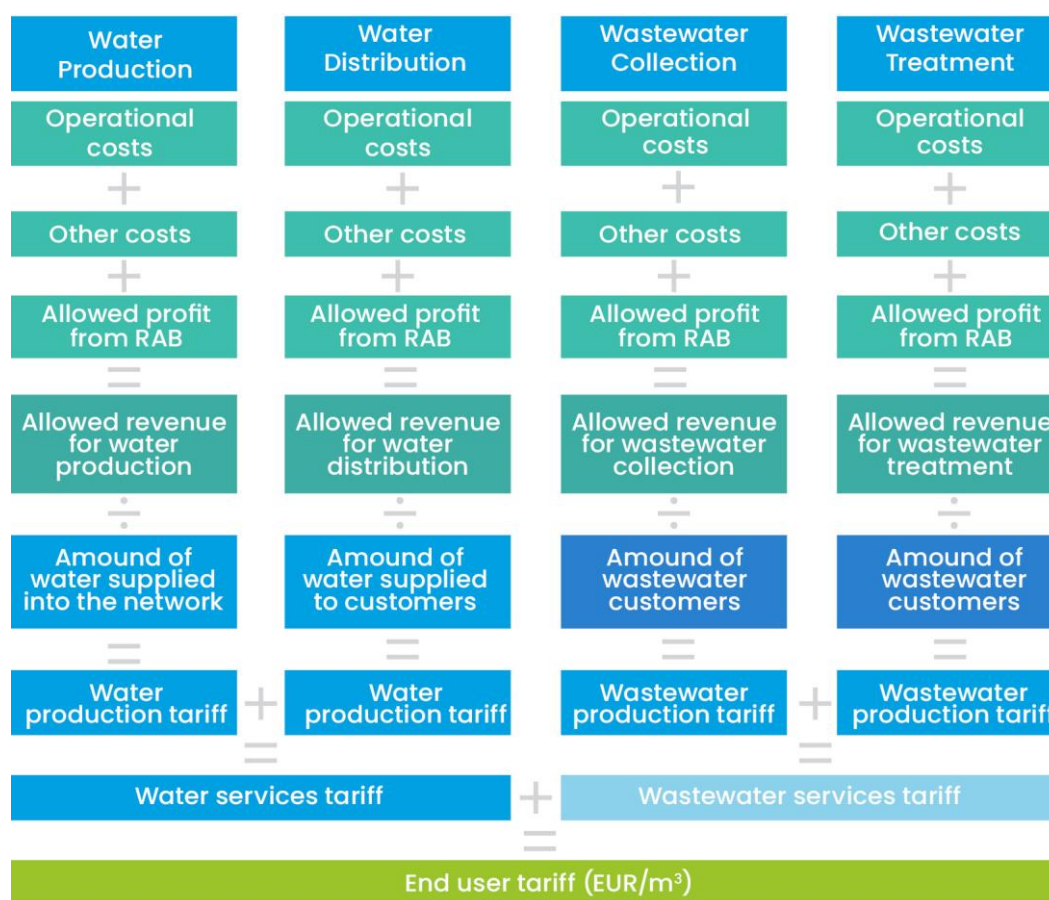 Water
Production
Water
Distribution
Wastewater
Collection
Wastewater
Treatment
Operational
costs
Operational
costs
Operational
costs
Operational
costs
+
+
+
+
Other costs
Other costs
Other costs
Other costs
+
+
+
+
Allowed profit
from RAB
Allowed profit
from RAB
Allowed profit
from RAB
Allowed profit
from RAB
=
=
=
=
Allowed revenue
for water
production
Allowed revenue
for water
distribution
Allowed revenue
for wastewater
collection
Allowed revenue
for wastewater
treatment
÷
÷
÷
÷
Amound of
water supplied
into the network
Amound of
water supplied
to customers
Amound of
wastewater
customers
Amound of
wastewater
customers
=
=
=
=
Water
production tariff
+
Water
production tariff
Wastewater
production tariff
+
Wastewater
production tariff
=
=
Water services tariff
+
Wastewater services tariff
=
End user tariff (EUR/m³)